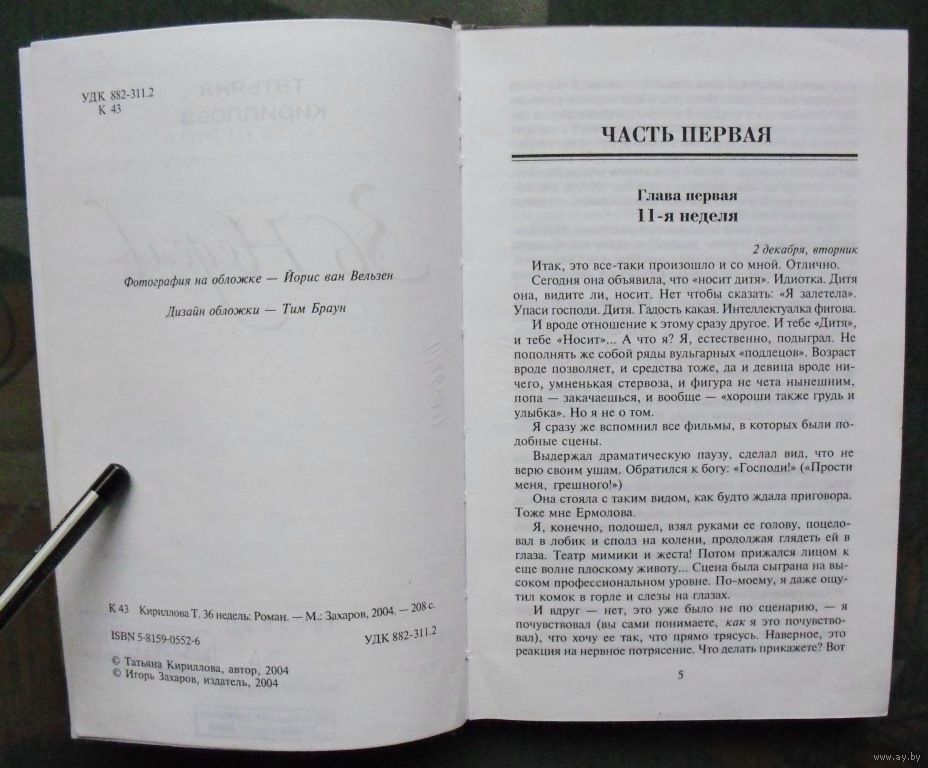 УДК 882-311.2
К 43
Фотография на обложке — Йорис ван Вельзен
Дизайн обложки — Тим Браун
К 43 Кириллова Т. 36 недель: Роман. — М.: Захаров, 2004. — 208 с.
ISBN 5-8159-0552-6
УДК 882-311.2
© Татьяна Кириллова, автор, 2004
© Игорь Захаров, издатель, 2004
ЧАСТЬ ПЕРВАЯ
Глава первая
11-я неделя
2 декабря, вторник
Итак, это все-таки произошло и со мной. Отлично.
Сегодня она объявила, что «носит дитя». Идиотка. Дитя
она, видите ли, носит. Нет чтобы сказать: «Я залетела».
Упаси господи. Дитя. Гадость какая. Интеллектуалка фигова.
И вроде отношение к этому сразу другое. И тебе «Дитя»,
и тебе «Носит»... А что я? Я, естественно, подыграл. Не
пополнять же собой ряды вульгарных «подлецов». Возраст
вроде позволяет, и средства тоже, да и девица вроде ни-
чего, умненькая стервоза, и фигура не чета нынешним,
попа — закачаешься, и вообще — «хороши также грудь и
улыбка». Но я не о том.
Я сразу же вспомнил все фильмы, в которых были по-
добные сцены.
Выдержал драматическую паузу, сделал вид, что не
верю своим ушам. Обратился к богу: «Господи!» («Прости
меня, грешного!»)
Она стояла с таким видом, как будто ждала приговора.
Тоже мне Ермолова.
Я, конечно, подошел, взял руками ее голову, поцело-
вал в лобик и сполз на колени, продолжая глядеть ей в
глаза. Театр мимики и жеста! Потом прижался лицом к
еще волне плоскому животу... Сцена была сыграна на вы-
соком профессиональном уровне. По-моему, я даже ощу-
тил комок в горле и слезы на глазах.
И вдруг — нет, это уже было не по сценарию, — я
почувствовал (вы сами понимаете, как я это почувство-
вал), что хочу ее так, что прямо трясусь. Наверное, это
реакция на нервное потрясение. Что делать прикажете? Вот
5
www.ay.by